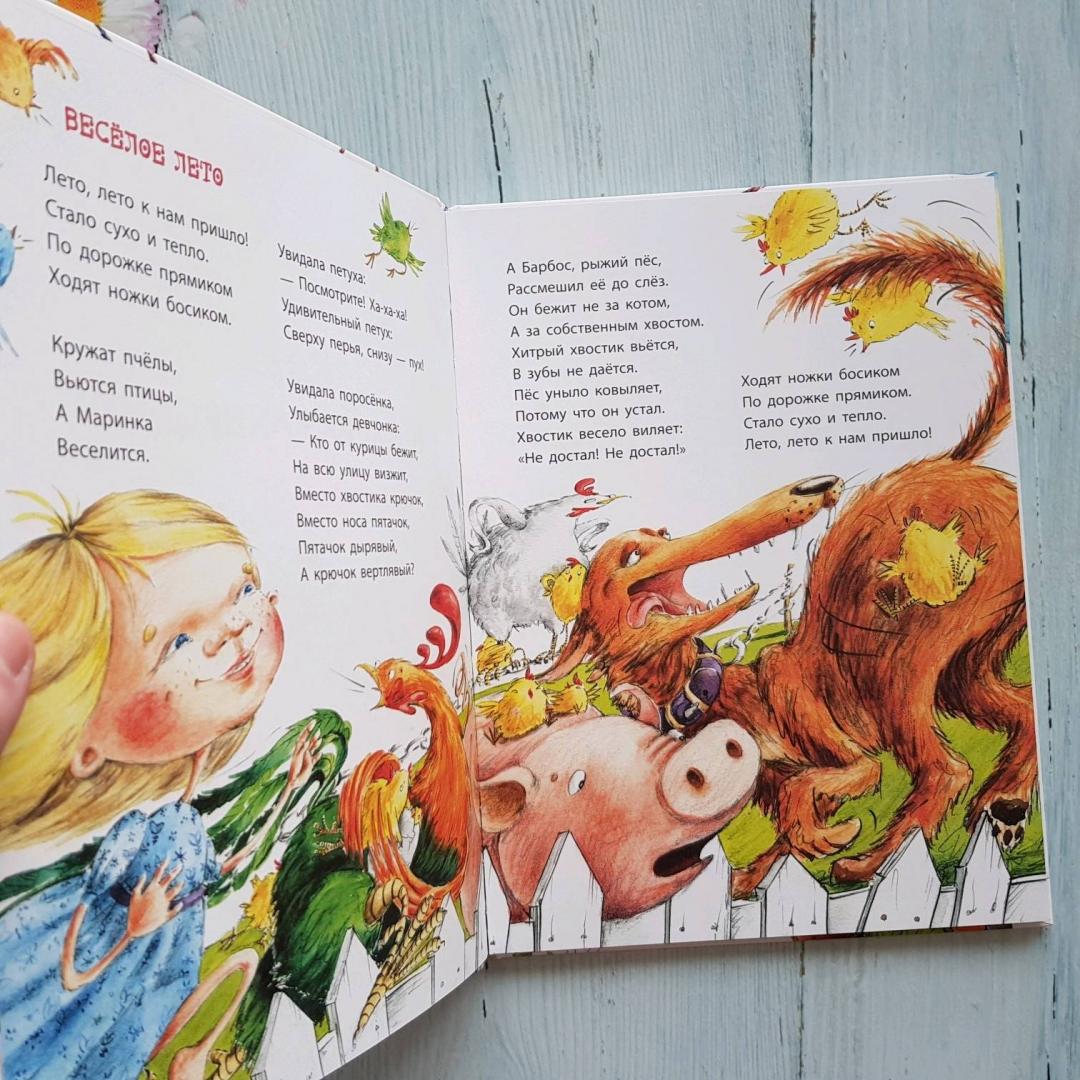 ВЕСЁЛОЕ ЛЕТО
Лето, лето к нам пришло!
Стало сухо и тепло.
По дорожке прямиком
Ходят ножки босиком.
Кружат пчёлы,
Вьются птицы,
А Маринка
Веселится.
Увидала петуха:
— Посмотрите! Ха-ха-ха!
Удивительный петух:
Сверху перья, снизу — пух!
Увидала поросёнка,
Улыбается девчонка:
— Кто от курицы бежит,
На всю улицу визжит,
Вместо хвостика крючок,
Вместо носа пятачок,
Пятачок дырявый,
А крючок вертлявый?
А Барбос, рыжий пёс,
Рассмешил её до слёз.
Он бежит не за котом,
А за собственным хвостом.
Хитрый хвостик вьётся,
В зубы не даётся.
Пёс уныло ковыляет,
Потому что он устал.
Хвостик весело виляет:
«Не достал! Не достал!»
Ходят ножки босиком
По дорожке прямиком.
Стало сухо и тепло.
Лето, лето к нам пришло!